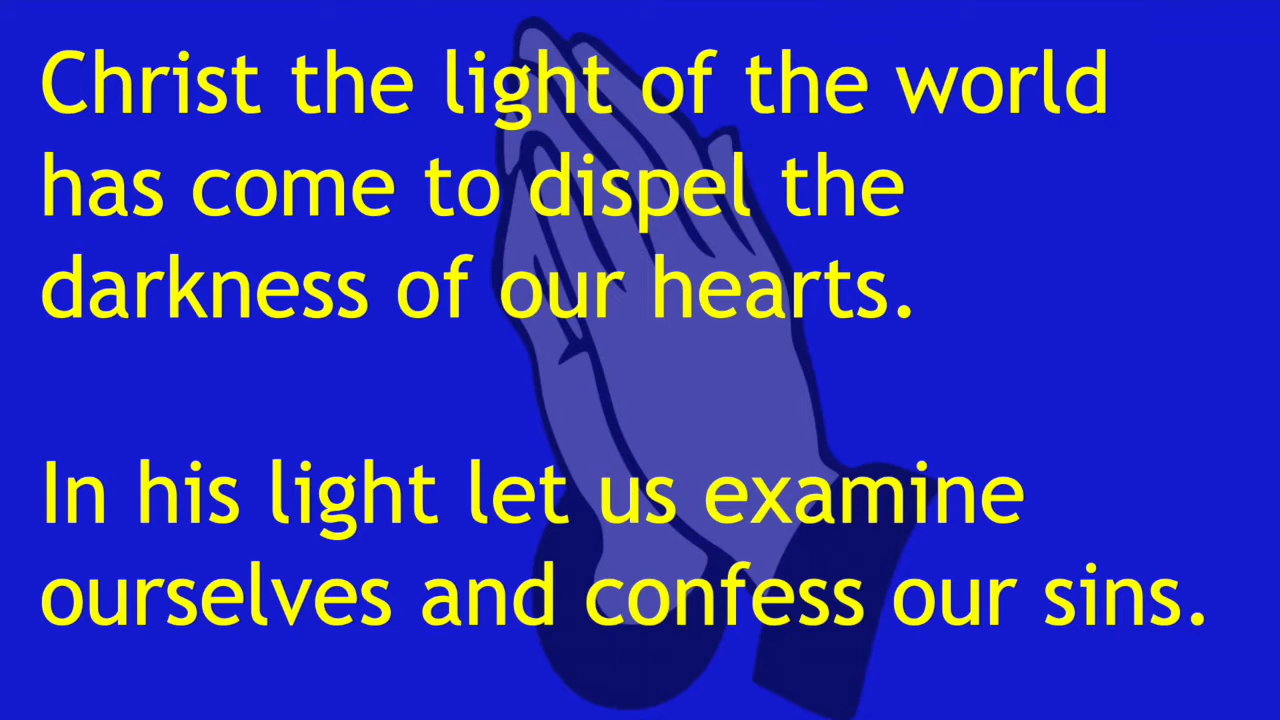 Christ the light of the world
has come to dispel the
darkness of our hearts.
In his light let us examine
ourselves and confess our sins.